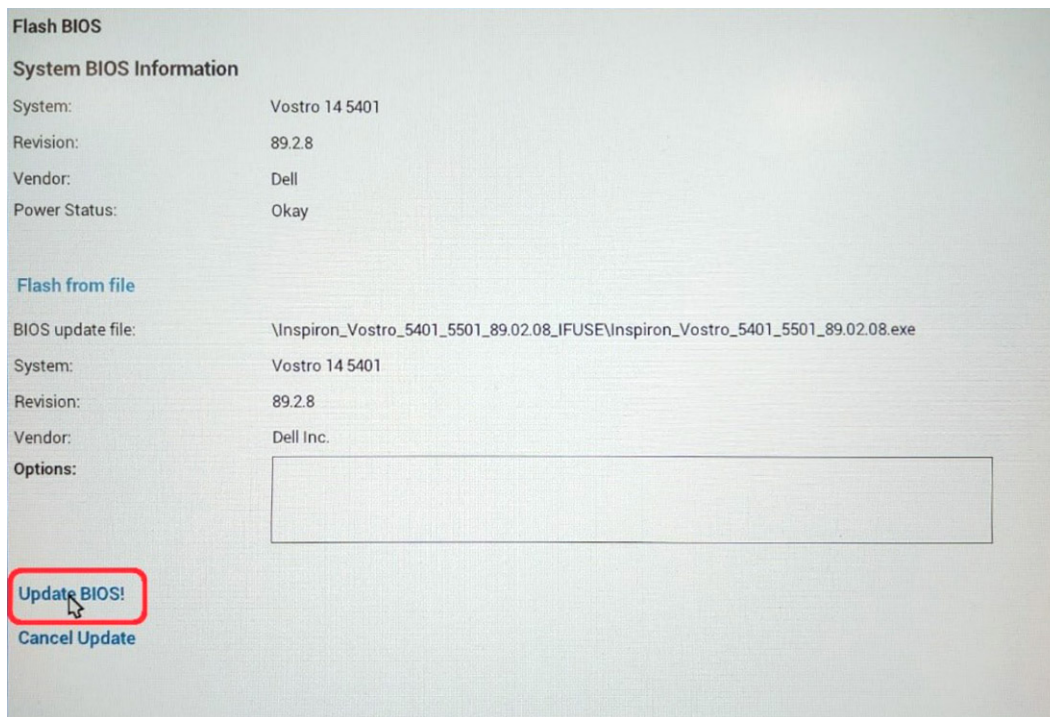 Flash BIOS
System BIOS Information
System: Vostro 14 5401
Revision: 89.2.8
Vendor: Dell
Power Status: Okay
Flash from file
BIOS update file: \Inspiron_Vostro_5401_5501_89.02.08_IFUSE\Inspiron_Vostro_5401_5501_89.02.08.exe
System: Vostro 14 5401
Revision: 89.2.8
Vendor: Dell Inc.
Options:
Update BIOS!
Cancel Update